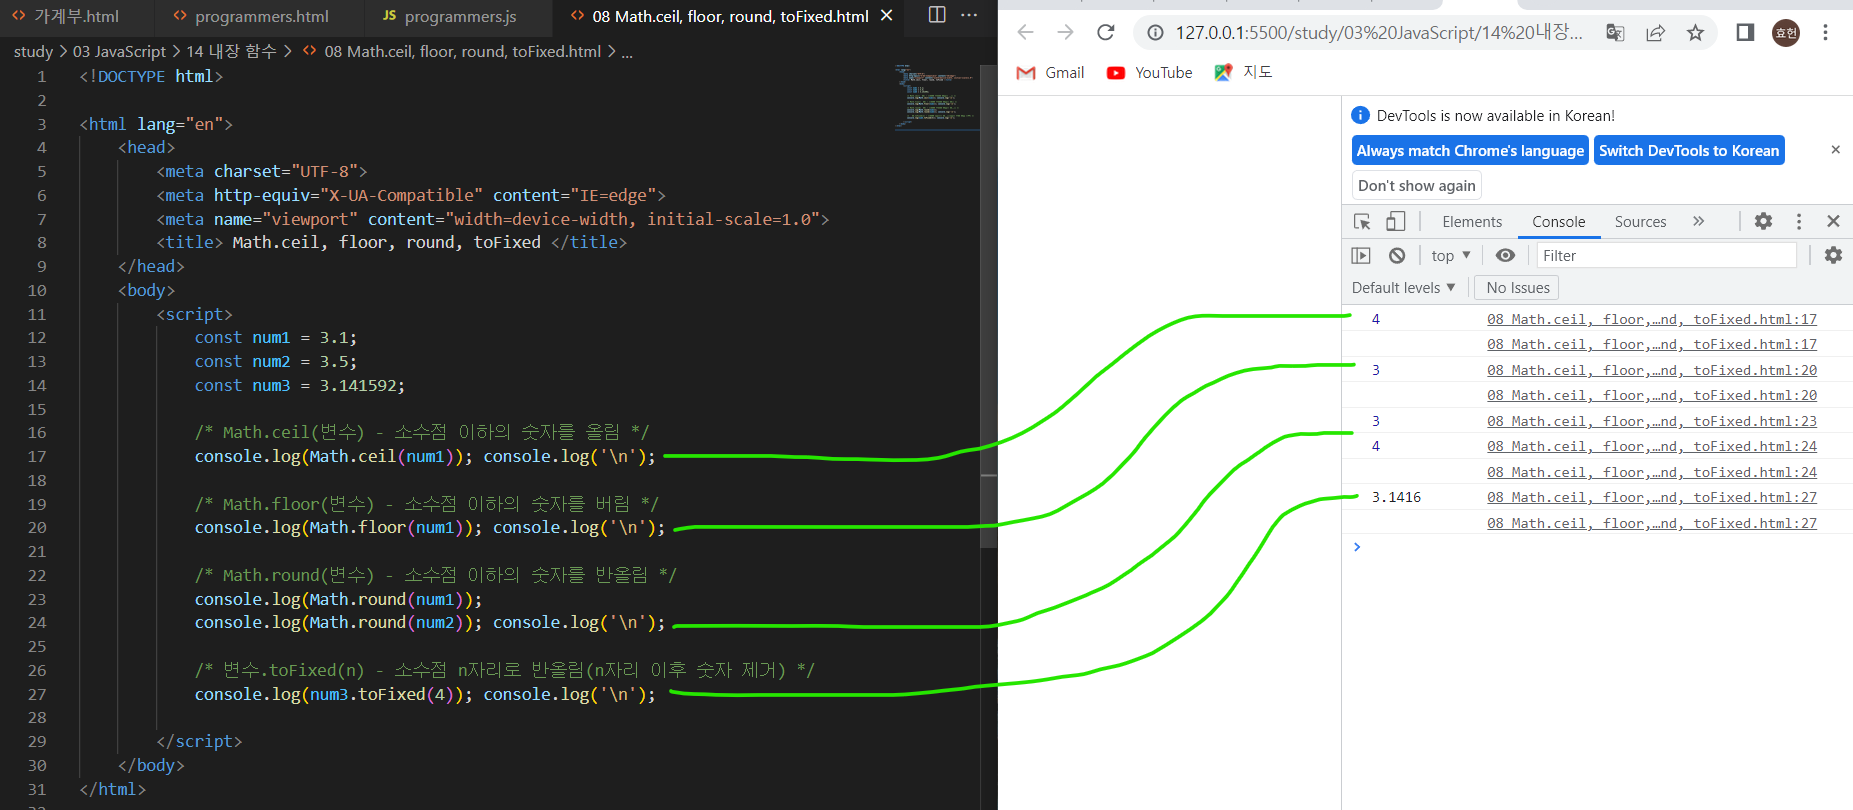 가계부.html
programmers.html
JS programmers.js
08 Math.ceil, floor, round, toFixed.html
study > 03 JavaScript > 14 내장 함수 > 08 Math.ceil, floor, round, toFixed.html > ...
1 <!DOCTYPE html>
2
3 <html lang="en">
4 <head>
5 <meta charset="UTF-8">
6 <meta http-equiv="X-UA-Compatible" content="IE=edge">
7 <meta name="viewport" content="width=device-width, initial-scale=1.0">
8 <title> Math.ceil, floor, round, toFixed </title>
9 </head>
10 <body>
11 <script>
12 const num1 = 3.1;
13 const num2 = 3.5;
14 const num3 = 3.141592;
15
16 /* Math.ceil(변수) - 소수점 이하의 숫자를 올림 */
17 console.log(Math.ceil(num1)); console.log('\n');
18
19 /* Math.floor(변수) - 소수점 이하의 숫자를 버림 */
20 console.log(Math.floor(num1)); console.log('\n');
21
22 /* Math.round(변수) - 소수점 이하의 숫자를 반올림 */
23 console.log(Math.round(num1));
24 console.log(Math.round(num2)); console.log('\n');
25
26 /* 변수.toFixed(n) - 소수점 n자리로 반올림(n자리 이후 숫자 제거) */
27 console.log(num3.toFixed(4)); console.log('\n');
28
29 </script>
30 </body>
31 </html>
127.0.0.1:5500/study/03%20JavaScript/14%20내장...
효헌
Gmail YouTube 지도
DevTools is now available in Korean!
Always match Chrome's language Switch DevTools to Korean
Don't show again
Elements Console Sources »
top ▼ Filter
Default levels ▼ No Issues
4 08 Math.ceil, floor,…nd, toFixed.html:17
08 Math.ceil, floor,…nd, toFixed.html:17
3 08 Math.ceil, floor,…nd, toFixed.html:20
08 Math.ceil, floor,…nd, toFixed.html:20
3 08 Math.ceil, floor,…nd, toFixed.html:23
4 08 Math.ceil, floor,…nd, toFixed.html:24
08 Math.ceil, floor,…nd, toFixed.html:24
3.1416 08 Math.ceil, floor,…nd, toFixed.html:27
08 Math.ceil, floor,…nd, toFixed.html:27